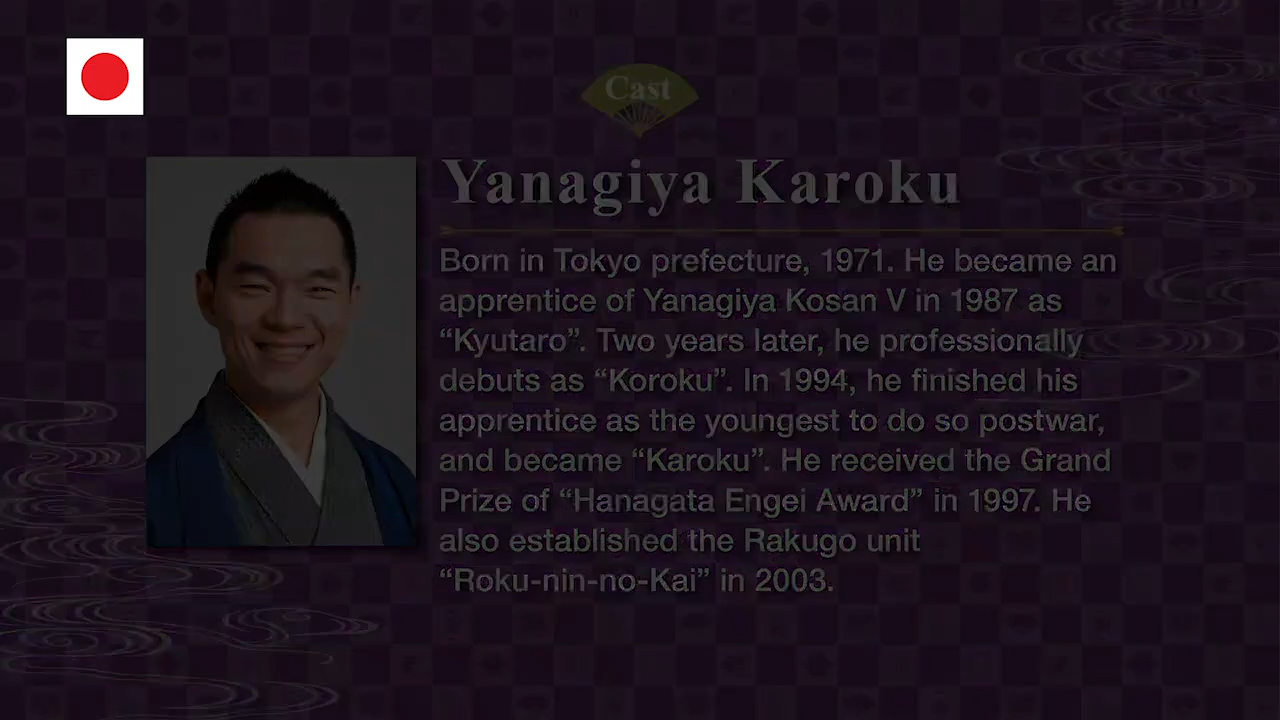 Cast
Yanagiya Karoku
Born in Tokyo prefecture, 1971. He became an
apprentice of Yanagiya Kosan V in 1987 as
“Kyutaro”. Two years later, he professionally
debuts as “Koroku”. In 1994, he finished his
apprentice as the youngest to do so postwar,
and became “Karoku”. He received the Grand
Prize of “Hanagata Engei Award” in 1997. He
also established the Rakugo unit
“Roku-nin-no-Kai” in 2003.